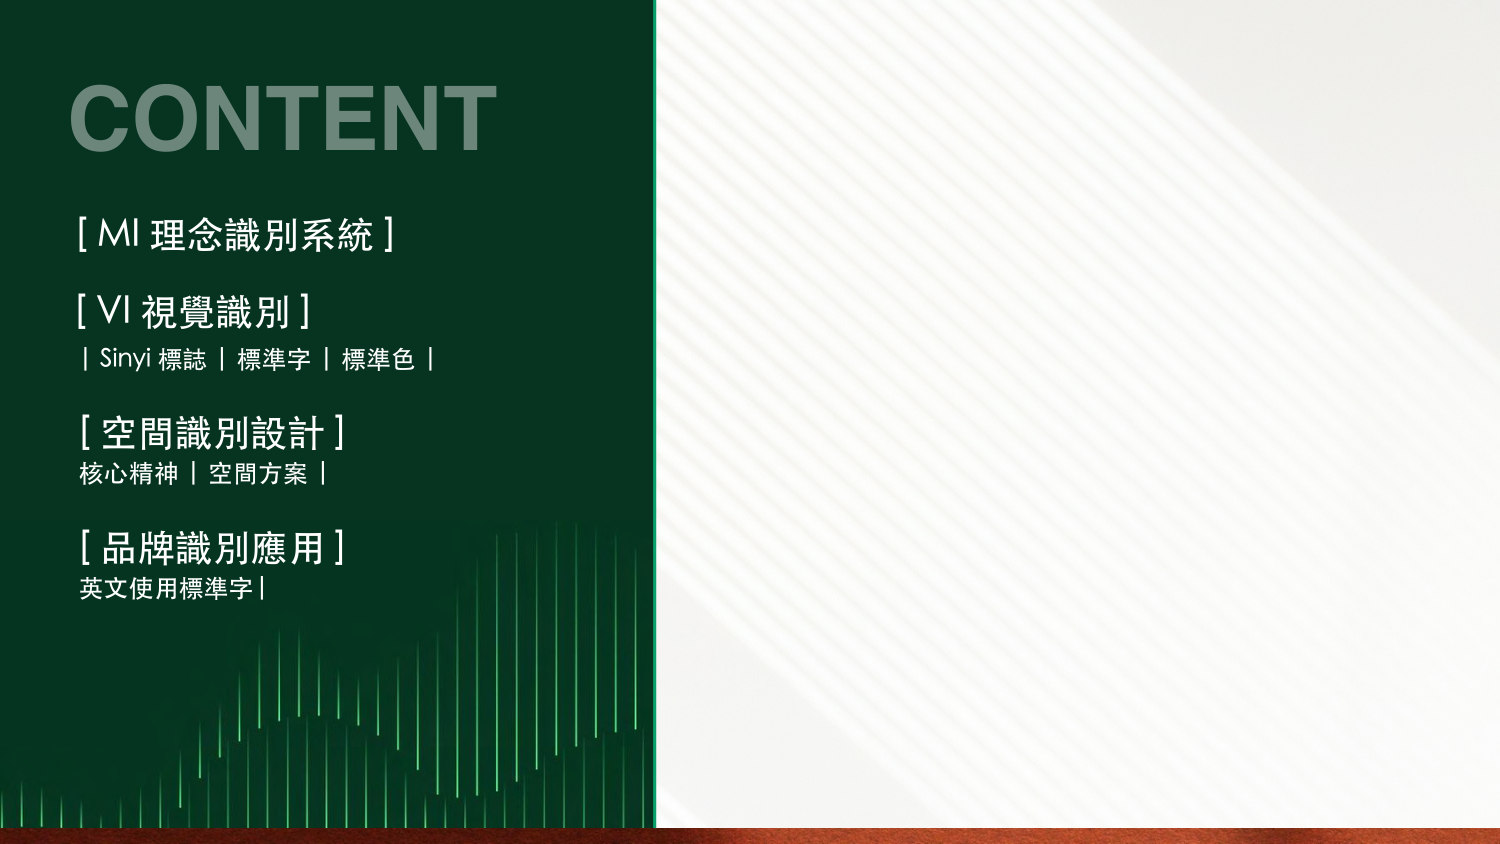 CONTENT
[ MI 理念識別系統 ]
[ VI 視覺識別 ]
| Sinyi 標誌 | 標準字 | 標準色 |
[ 空間識別設計 ]
核心精神 | 空間方案 |
[ 品牌識別應用 ]
英文使用標準字 |